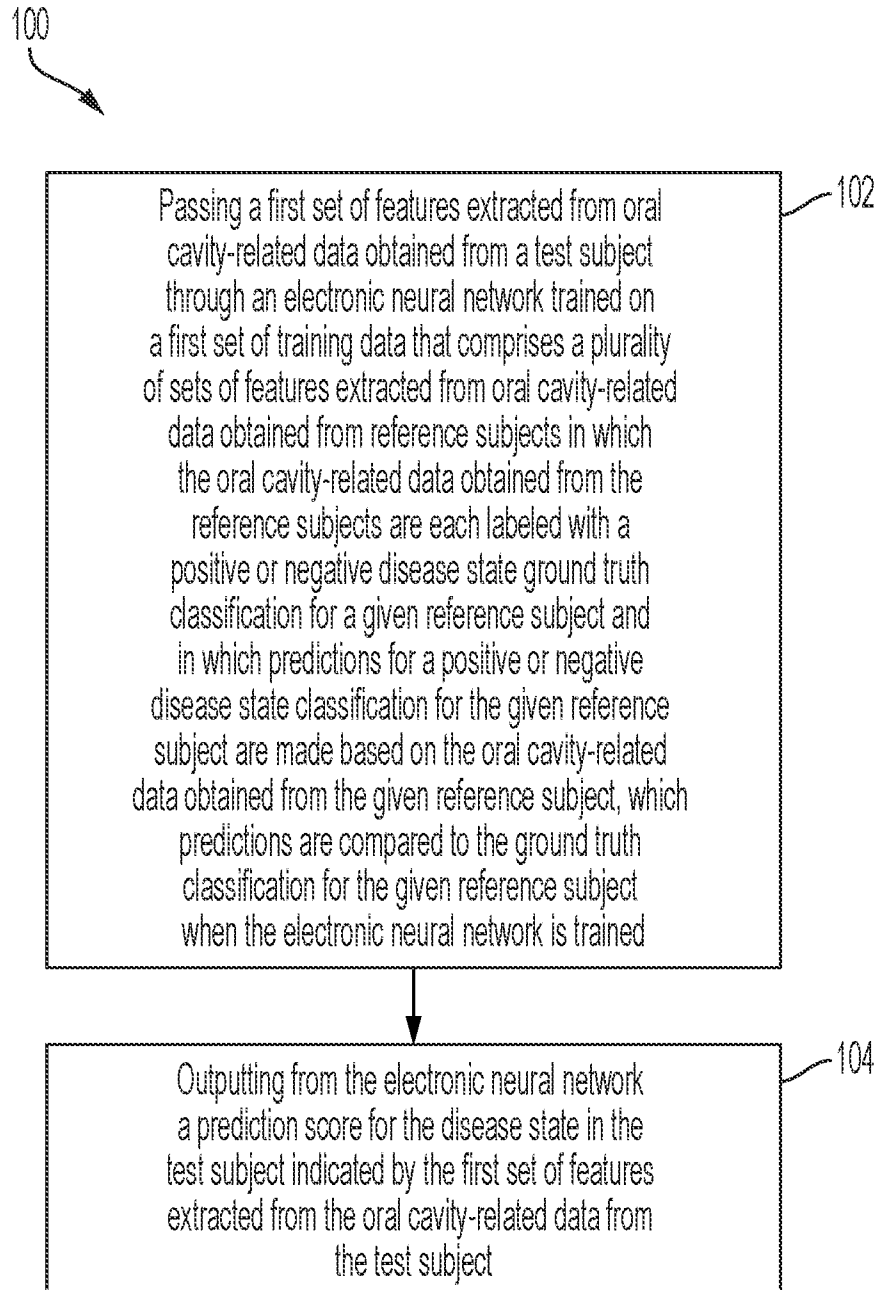 100
102
Passing a first set of features extracted from oral
cavity-related data obtained from a test subject
through an electronic neural network trained on
a first set of training data that comprises a plurality
of sets of features extracted from oral cavity-related
data obtained from reference subjects in which
the oral cavity-related data obtained from the
reference subjects are each labeled with a
positive or negative disease state ground truth
classification for a given reference subject and
in which predictions for a positive or negative
disease state classification for the given reference
subject are made based on the oral cavity-related
data obtained from the given reference subject, which
predictions are compared to the ground truth
classification for the given reference subject
when the electronic neural network is trained
104
Outputting from the electronic neural network
a prediction score for the disease state in the
test subject indicated by the first set of features
extracted from the oral cavity-related data from
the test subject